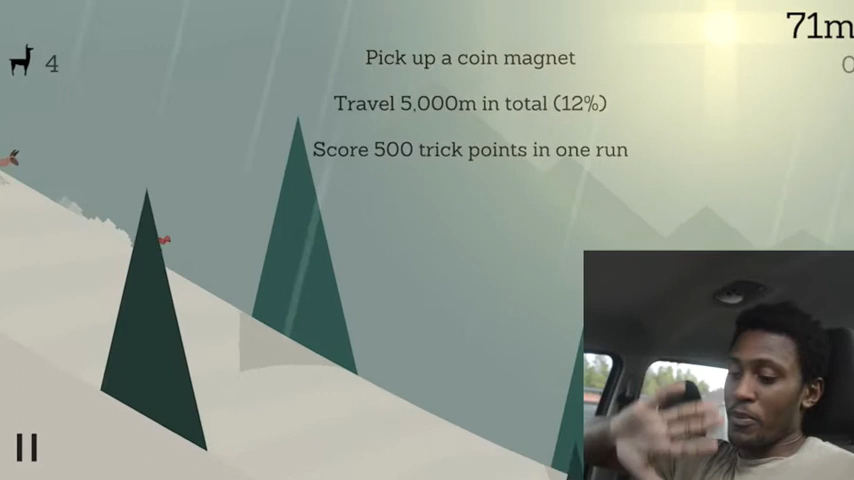 71m
4
Pick up a coin magnet
0
Travel 5,000m in total (12%)
Score 500 trick points in one run